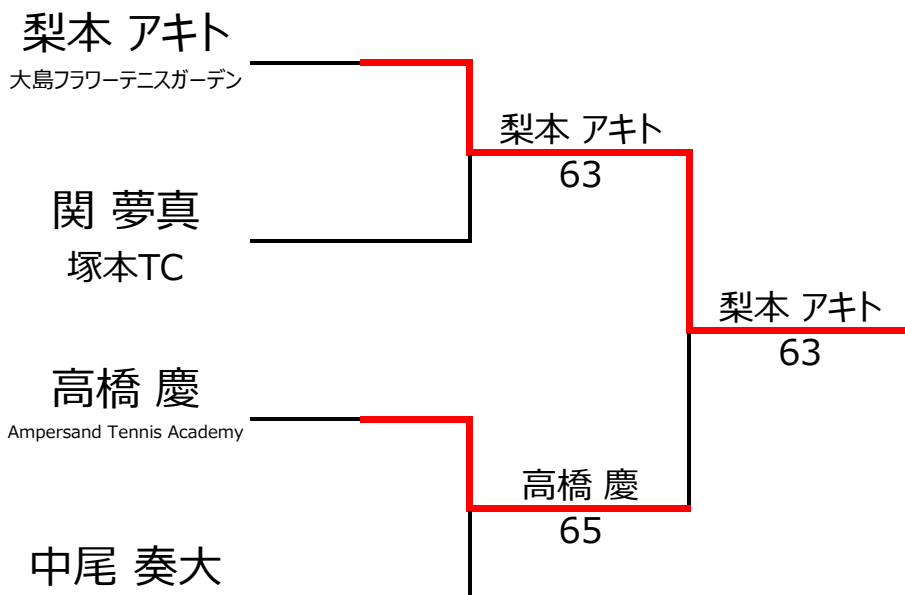 梨本 アキト
大島フラワーテニスガーデン
梨本 アキト
63
関 夢真
塚本TC
梨本 アキト
63
高橋 慶
Ampersand Tennis Academy
高橋 慶
65
中尾 奏大